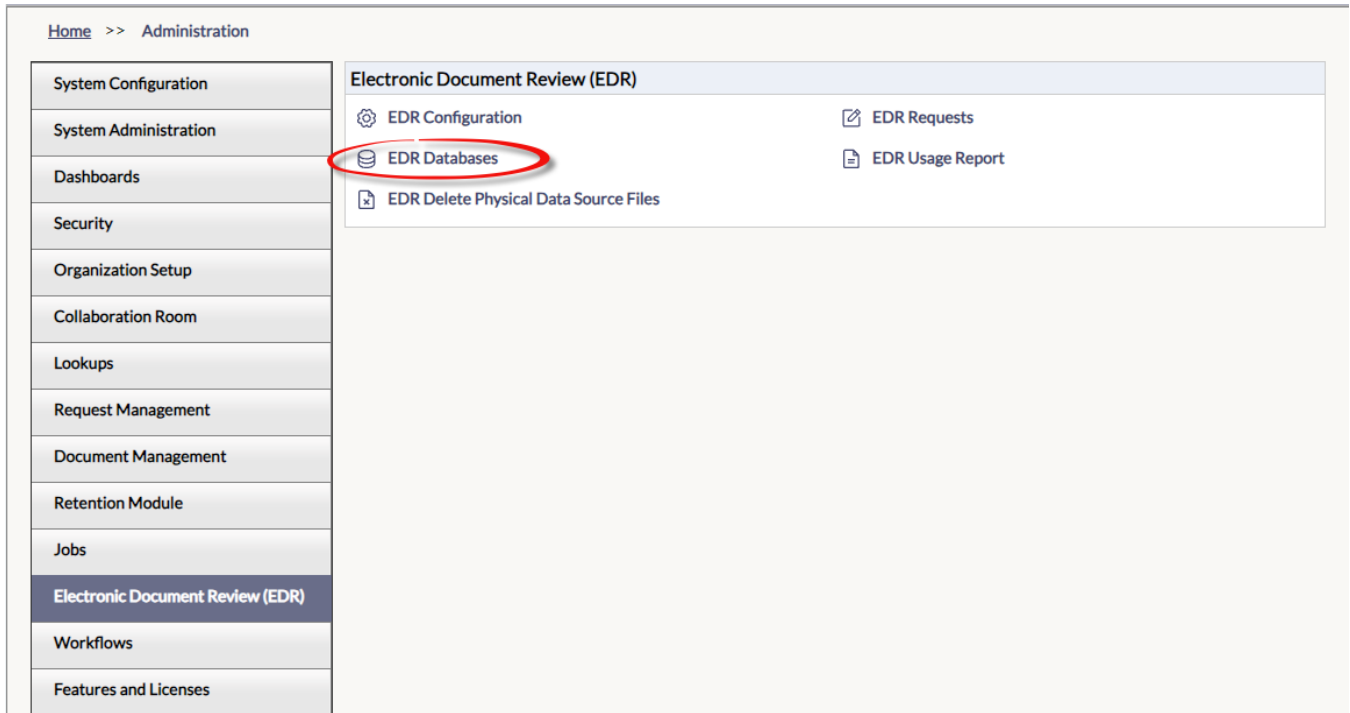 Home >> Administration
System Configuration
System Administration
Dashboards
Security
Organization Setup
Collaboration Room
Lookups
Request Management
Document Management
Retention Module
Jobs
Electronic Document Review (EDR)
Workflows
Features and Licenses
Electronic Document Review (EDR)
EDR Configuration
EDR Requests
EDR Databases
EDR Usage Report
EDR Delete Physical Data Source Files